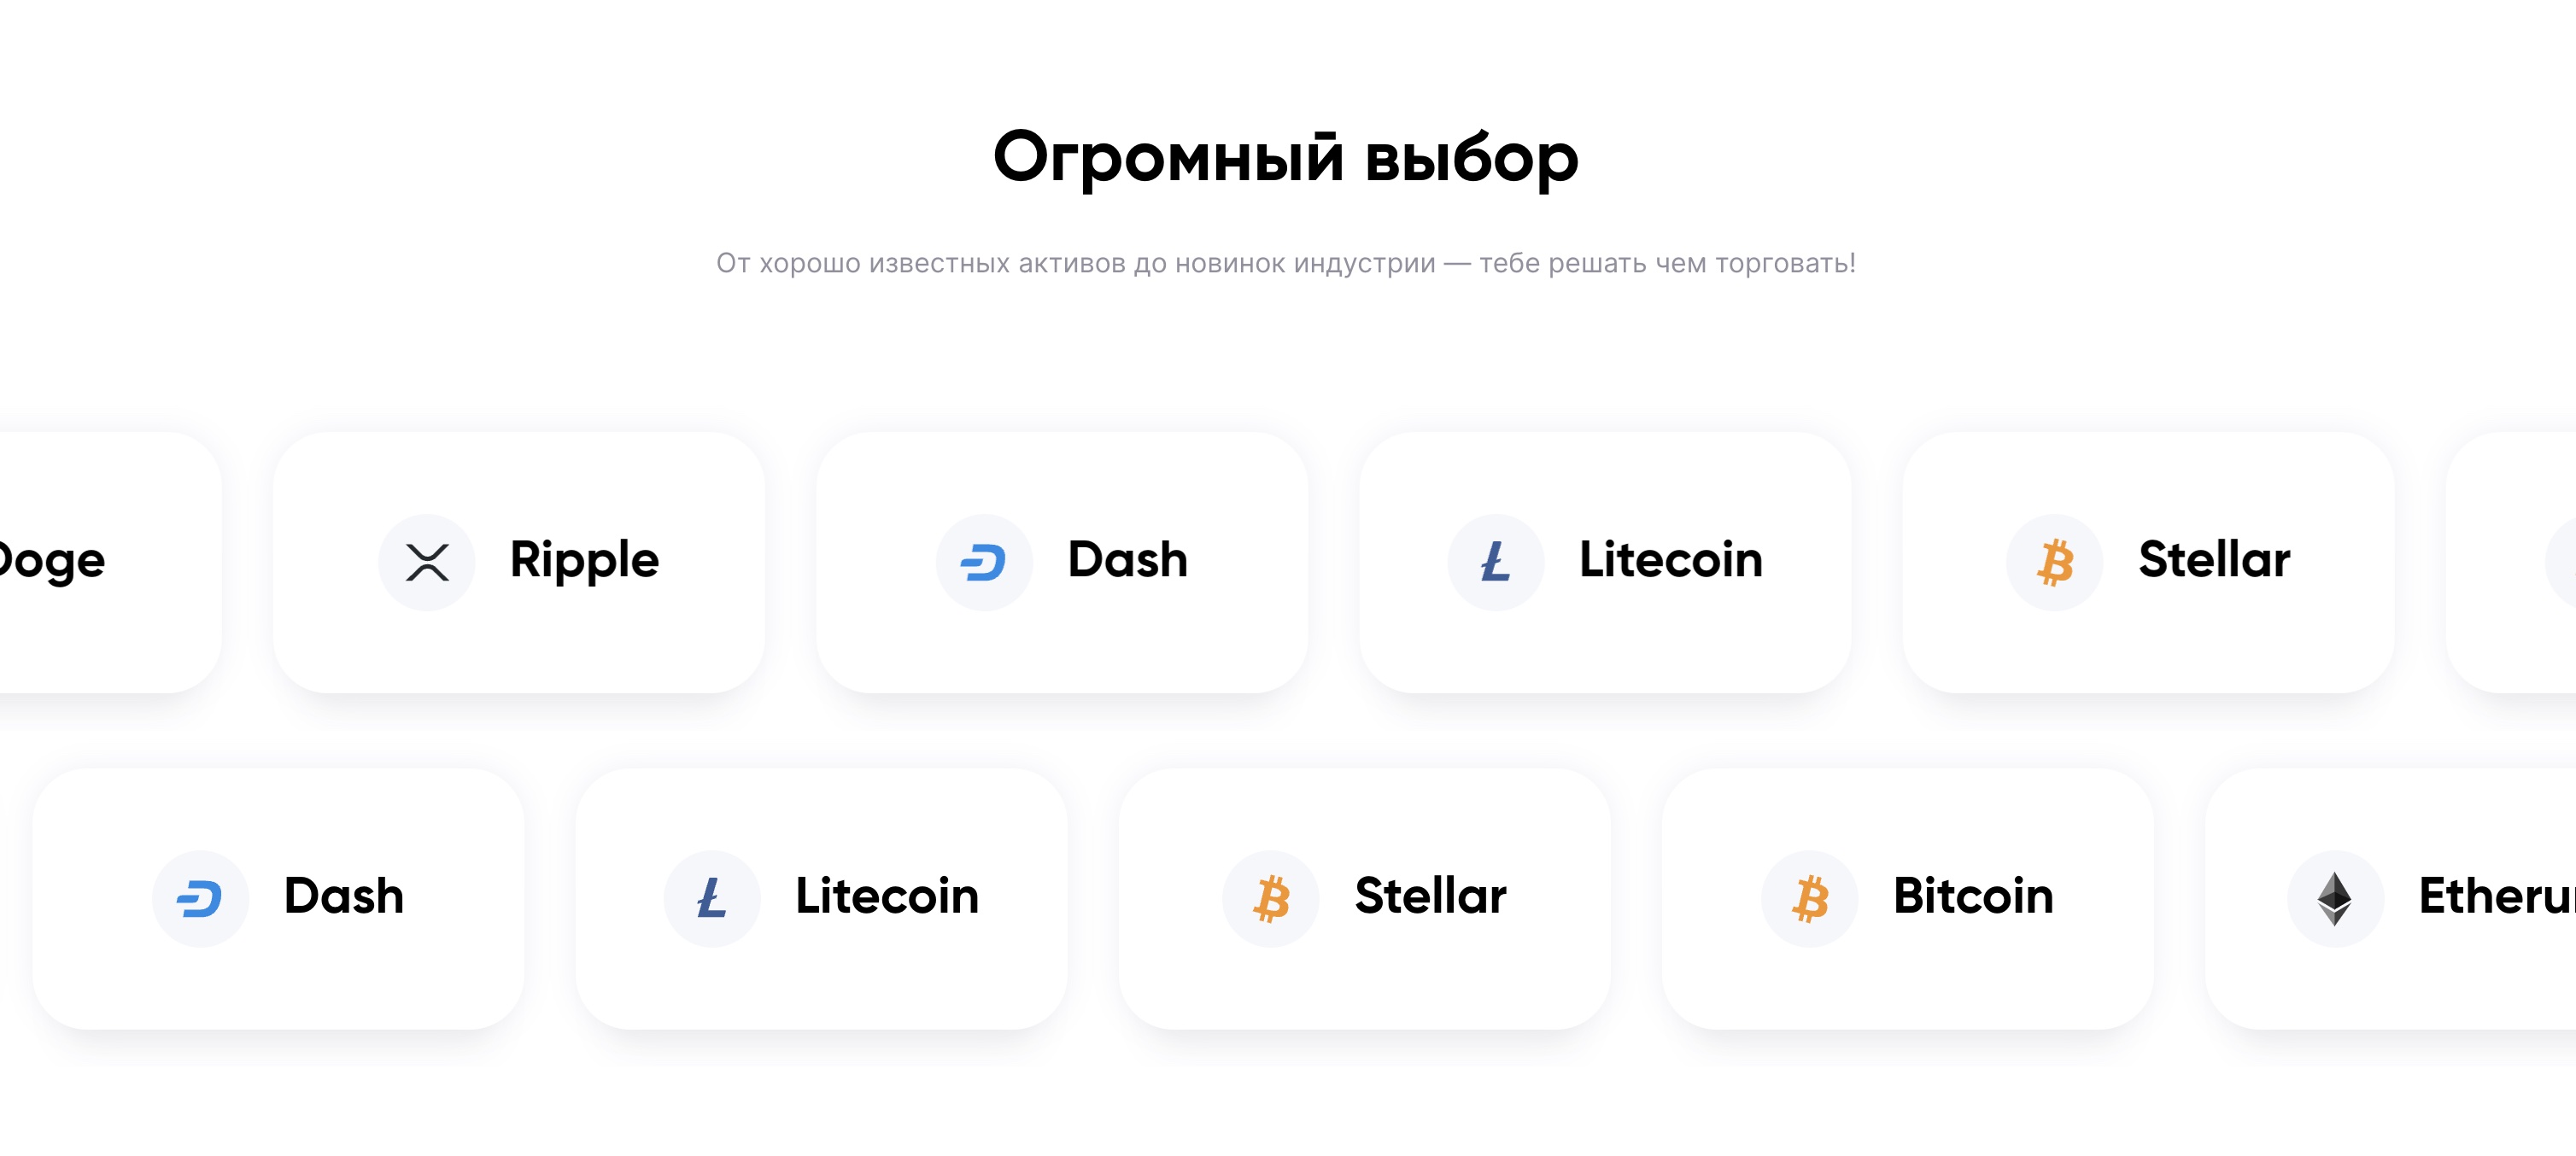 Огромный выбор
От хорошо известных активов до новинок индустрии — тебе решать чем торговать!
Doge Ripple Dash Litecoin Stellar
Dash Litecoin Stellar Bitcoin Etheru